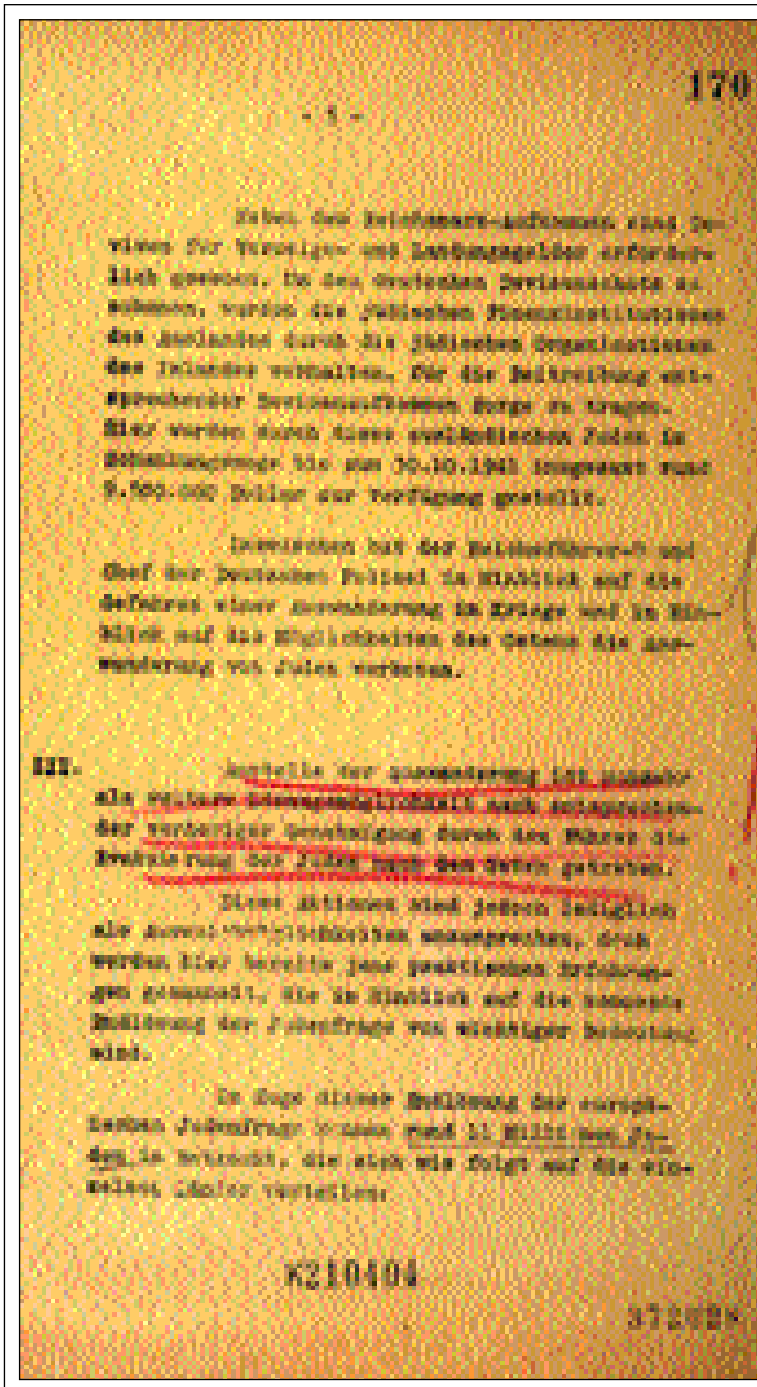 170
- 5 -
Neben dem Reichsmark-Aufkommen sind De-
visen für Vorzeige- und Landungsgelder erforder-
lich gewesen. Um den deutschen Devisenschatz zu
schonen, wurden die jüdischen Finanzinstitutionen
des Auslandes durch die jüdischen Organisationen
des Inlandes verhalten, für die Beitreibung ent-
sprechender Devisenaufkommen Sorge zu tragen.
Hier wurden durch diese ausländischen Juden im
Schenkungswege bis zum 30.10.1941 insgesamt rund
9.500.000 Dollar zur Verfügung gestellt.
Inzwischen hat der Reichsführer-SS und
Chef der Deutschen Polizei im Hinblick auf die
Gefahren einer Auswanderung im Kriege und im Hin-
blick auf die Möglichkeiten des Ostens die Aus-
wanderung von Juden verboten.
III.
Anstelle der Auswanderung ist nunmehr
als weitere Lösungsmöglichkeit nach entsprechen-
der vorheriger Genehmigung durch den Führer die
Evakuierung der Juden nach dem Osten getreten.
Diese Aktionen sind jedoch lediglich
als Ausweichmöglichkeiten anzusprechen, doch
werden hier bereits jene praktischen Erfahrun-
gen gesammelt, die im Hinblick auf die kommende
Endlösung der Judenfrage von wichtiger Bedeutung
sind.
Im Zuge dieser Endlösung der europä-
ischen Judenfrage kommen rund 11 Millionen Ju-
den in Betracht, die sich wie folgt auf die ein-
zelnen Länder verteilen:
K210404
372028